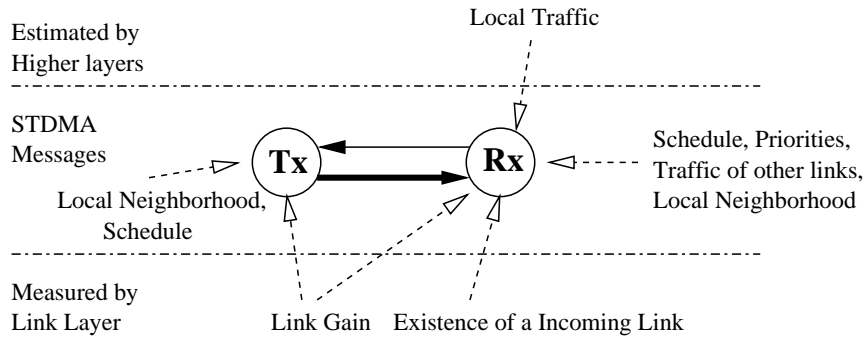 Local Traffic
Estimated by
Higher layers
STDMA
Messages
Tx
Rx
Schedule, Priorities,
Traffic of other links,
Local Neighborhood
Local Neighborhood,
Schedule
Measured by
Link Layer
Link Gain
Existence of a Incoming Link